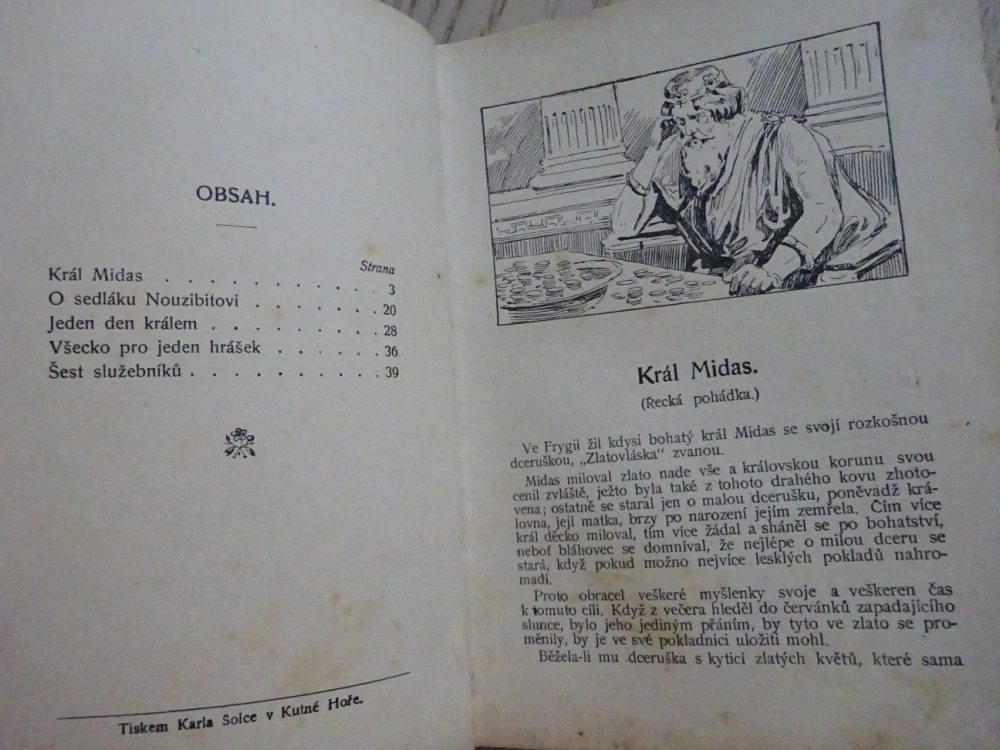 OBSAH.
Strana
Král Midas . . . . . . . . . . 3
O sedláku Nouzibitovi . . . . . . . 20
Jeden den králem . . . . . . . . 28
Všecko pro jeden hrášek . . . . . . 36
Šest služebníků . . . . . . . . . 39
Tiskem Karla Šolce v Kutné Hoře.
Král Midas.
(Řecká pohádka.)
Ve Frygii žil kdysi bohatý král Midas se svojí rozkošnou
dceruškou, „Zlatovláska“ zvanou.
Midas miloval zlato nade vše a královskou korunu svou
cenil zvláště, ježto byla také z tohoto drahého kovu zhoto-
vena; ostatně se staral jen o malou dcerušku, poněvadž krá-
lovna, její matka, brzy po narození jejím zemřela. Čím více
král děcko miloval, tím více žádal a sháněl se po bohatství,
neboť bláhovec se domníval, že nejlépe o milou dceru se
stará, když pokud možno nejvíce lesklých pokladů nahro-
madí.
Proto obracel veškeré myšlenky svoje a veškeren čas
k tomuto cíli. Když z večera hleděl do červánků zapadajícího
slunce, bylo jeho jediným přáním, by tyto ve zlato se pro-
měnily, by je ve své pokladnici uložiti mohl.
Běžela-li mu dceruška s kyticí zlatých květů, které sama